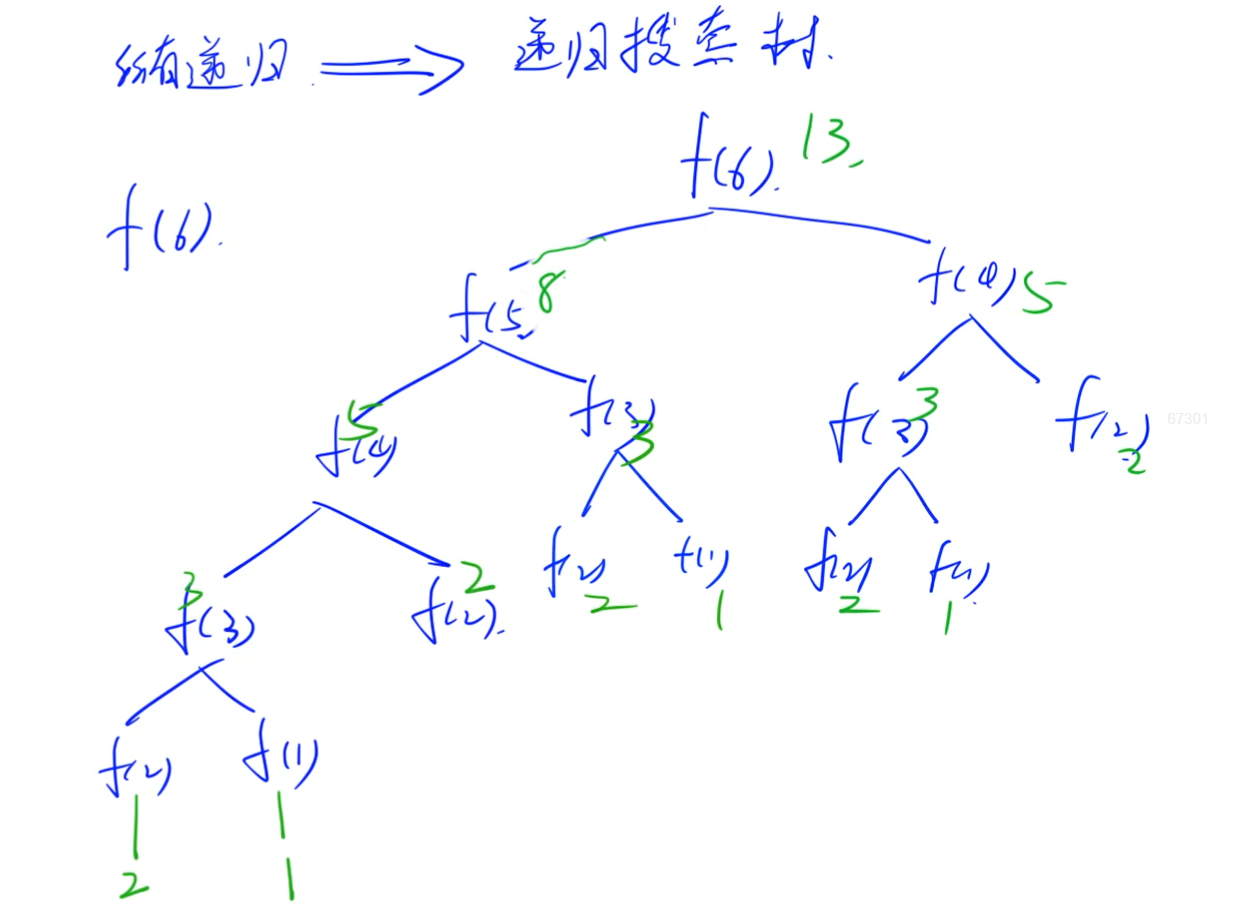 所有递归 ⟹ 递归搜索树.
f(6). 13.
f(6).
f(5) 8
f(4) 5
f(4) 5
f(3) 3
f(3) 3
f(2) 2
67301
f(2) 2
f(1) 1
f(2) 2
f(1) 1
f(3) 3
f(2). 2
f(2) 2
f(1) 1